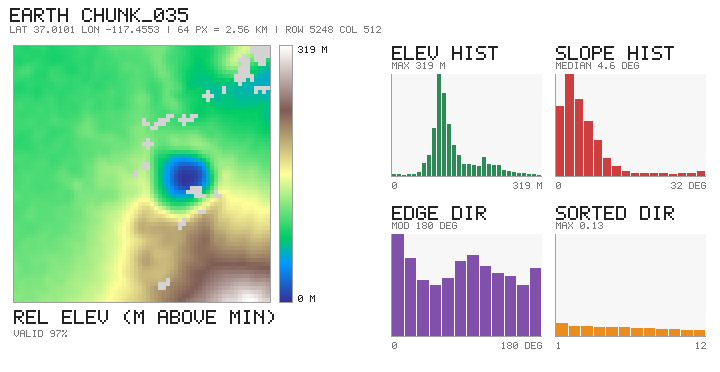 EARTH CHUNK_035
LAT 37.0101 LON -117.4553 | 64 PX = 2.56 KM | ROW 5248 COL 512
319 M
0 M
REL ELEV (M ABOVE MIN)
VALID 97%
ELEV HIST
MAX 319 M
0 319 M
SLOPE HIST
MEDIAN 4.6 DEG
0 32 DEG
EDGE DIR
MOD 180 DEG
0 180 DEG
SORTED DIR
MAX 0.13
1 12